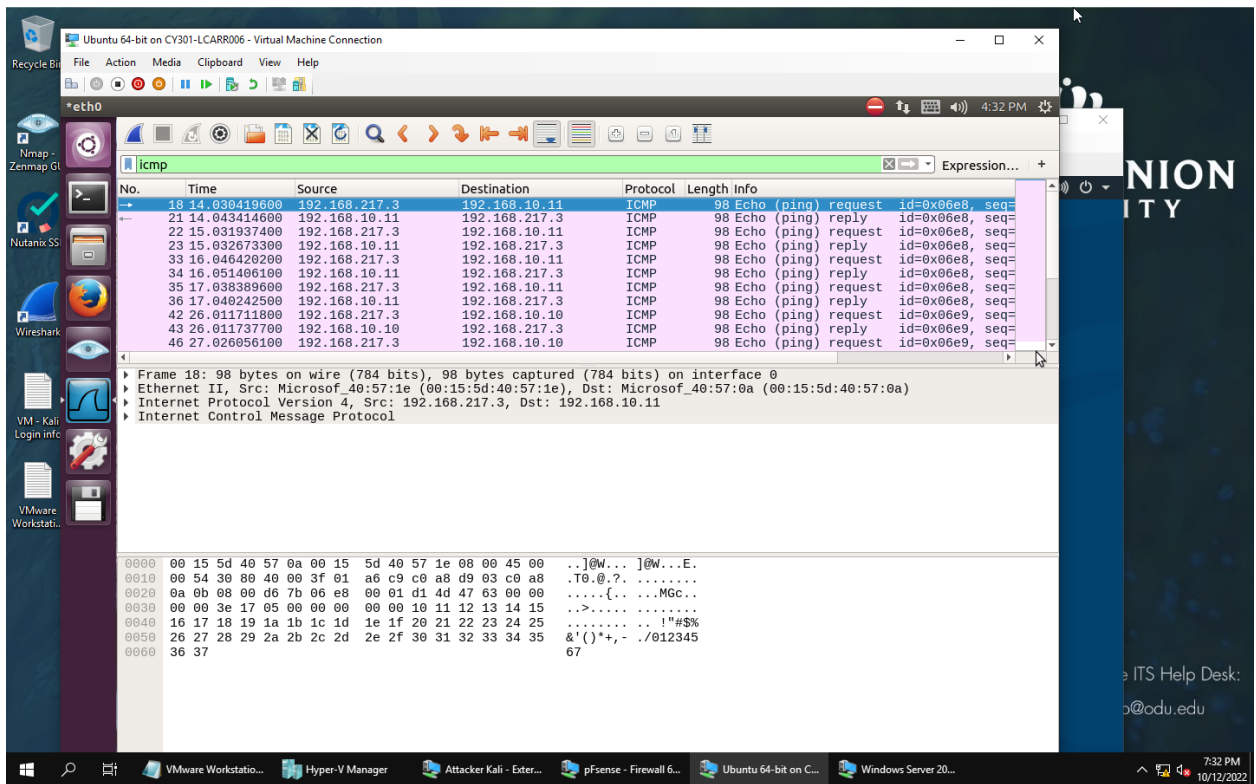 Ubuntu 64-bit on CY301-LCARR006 - Virtual Machine Connection
Recycle Bi
File Action Media Clipboard View Help
*eth0
4:32 PM
Nmap -
Zenmap GU
icmp
Expression...
+
NION
ITY
No. Time Source Destination Protocol Length Info
18 14.030419600 192.168.217.3 192.168.10.11 ICMP 98 Echo (ping) request id=0x06e8, seq=
21 14.043414600 192.168.10.11 192.168.217.3 ICMP 98 Echo (ping) reply id=0x06e8, seq=
22 15.031937400 192.168.217.3 192.168.10.11 ICMP 98 Echo (ping) request id=0x06e8, seq=
23 15.032673300 192.168.10.11 192.168.217.3 ICMP 98 Echo (ping) reply id=0x06e8, seq=
33 16.046420200 192.168.217.3 192.168.10.11 ICMP 98 Echo (ping) request id=0x06e8, seq=
34 16.051406100 192.168.10.11 192.168.217.3 ICMP 98 Echo (ping) reply id=0x06e8, seq=
35 17.038389600 192.168.217.3 192.168.10.11 ICMP 98 Echo (ping) request id=0x06e8, seq=
36 17.040242500 192.168.10.11 192.168.217.3 ICMP 98 Echo (ping) reply id=0x06e8, seq=
42 26.011711800 192.168.217.3 192.168.10.10 ICMP 98 Echo (ping) request id=0x06e9, seq=
43 26.011737700 192.168.10.10 192.168.217.3 ICMP 98 Echo (ping) reply id=0x06e9, seq=
46 27.026056100 192.168.217.3 192.168.10.10 ICMP 98 Echo (ping) request id=0x06e9, seq=
Nutanix SS
Wireshark
Frame 18: 98 bytes on wire (784 bits), 98 bytes captured (784 bits) on interface 0
Ethernet II, Src: Microsof_40:57:1e (00:15:5d:40:57:1e), Dst: Microsof_40:57:0a (00:15:5d:40:57:0a)
Internet Protocol Version 4, Src: 192.168.217.3, Dst: 192.168.10.11
Internet Control Message Protocol
VM - Kali
Login info
VMware
Workstati..
0000 00 15 5d 40 57 0a 00 15 5d 40 57 1e 08 00 45 00 ..]@W... ]@W...E.
0010 00 54 30 80 40 00 3f 01 a6 c9 c0 a8 d9 03 c0 a8 .T0.@.?. ........
0020 0a 0b 08 00 d6 7b 06 e8 00 01 d1 4d 47 63 00 00 .....{.. ...MGc..
0030 00 00 3e 17 05 00 00 00 00 00 10 11 12 13 14 15 ..>..... ........
0040 16 17 18 19 1a 1b 1c 1d 1e 1f 20 21 22 23 24 25 ........ .. !"#$%
0050 26 27 28 29 2a 2b 2c 2d 2e 2f 30 31 32 33 34 35 &'()*+,- ./012345
0060 36 37 67
e ITS Help Desk:
p@odu.edu
VMware Workstatio...
Hyper-V Manager
Attacker Kali - Exter...
pFsense - Firewall 6...
Ubuntu 64-bit on C...
Windows Server 20...
7:32 PM
10/12/2022